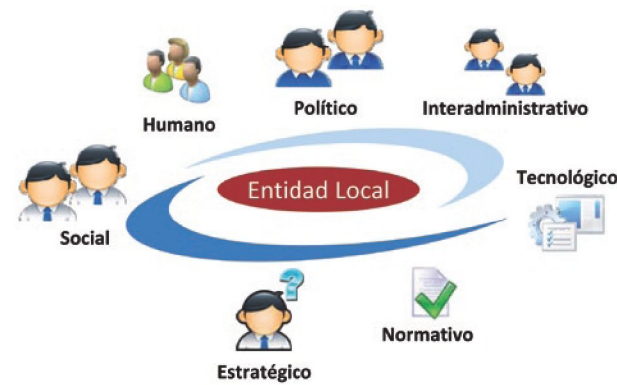 Político
Interadministrativo
Humano
Tecnológico
Entidad Local
Social
Normativo
Estratégico